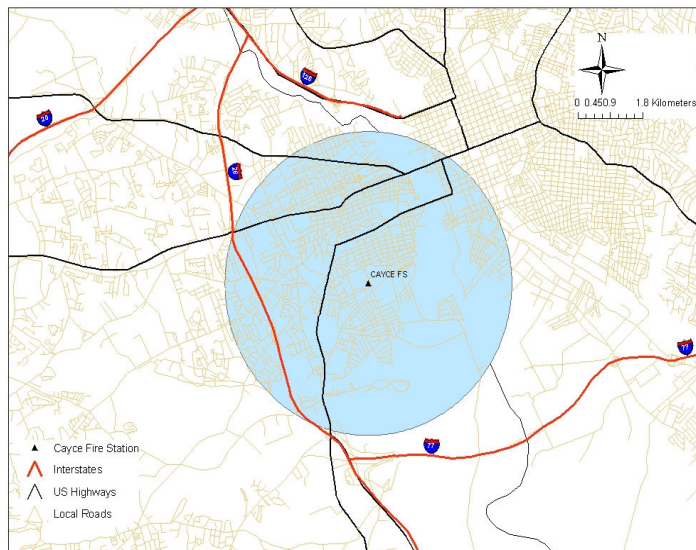 N
0 0.450.9 1.8 Kilometers
126
20
26
CAYCE FS
77
77
Cayce Fire Station
Interstates
US Highways
Local Roads